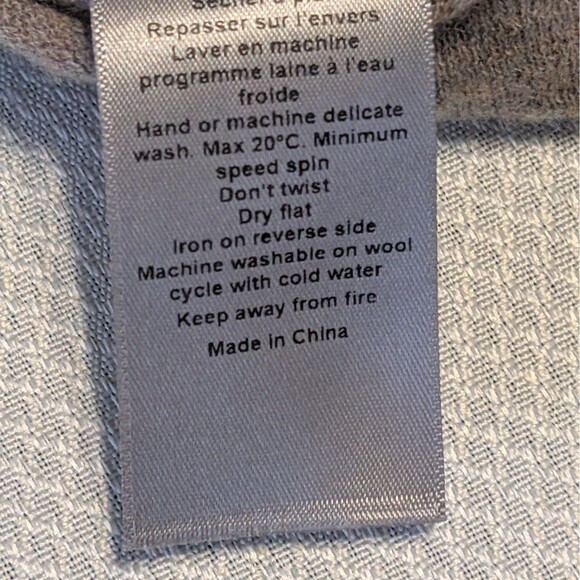 Sécher à pl
Repasser sur l'envers
Laver en machine
programme laine à l'eau
froide
Hand or machine delicate
wash. Max 20°C. Minimum
speed spin
Don't twist
Dry flat
Iron on reverse side
Machine washable on wool
cycle with cold water
Keep away from fire
Made in China